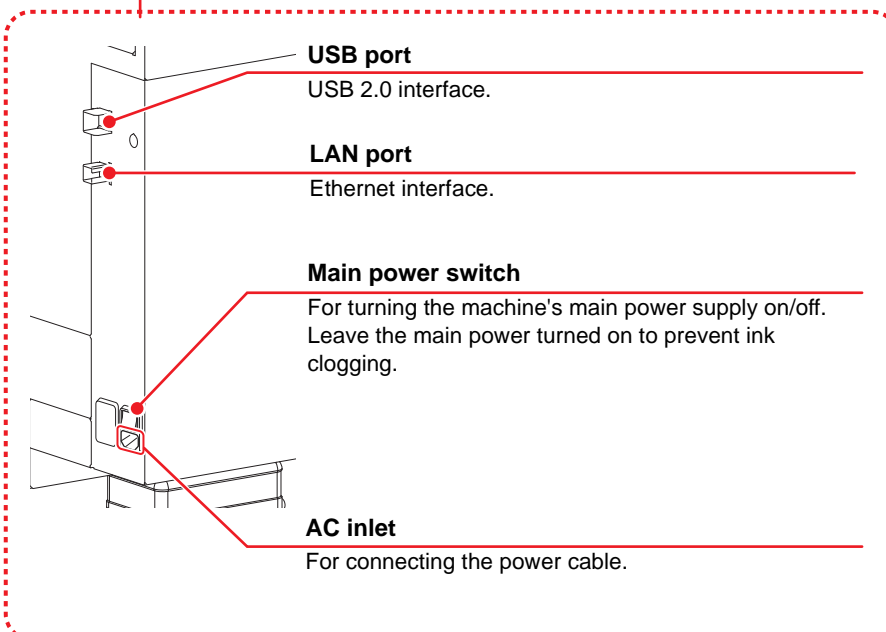 USB port
USB 2.0 interface.
LAN port
Ethernet interface.
Main power switch
For turning the machine's main power supply on/off.
Leave the main power turned on to prevent ink
clogging.
AC inlet
For connecting the power cable.